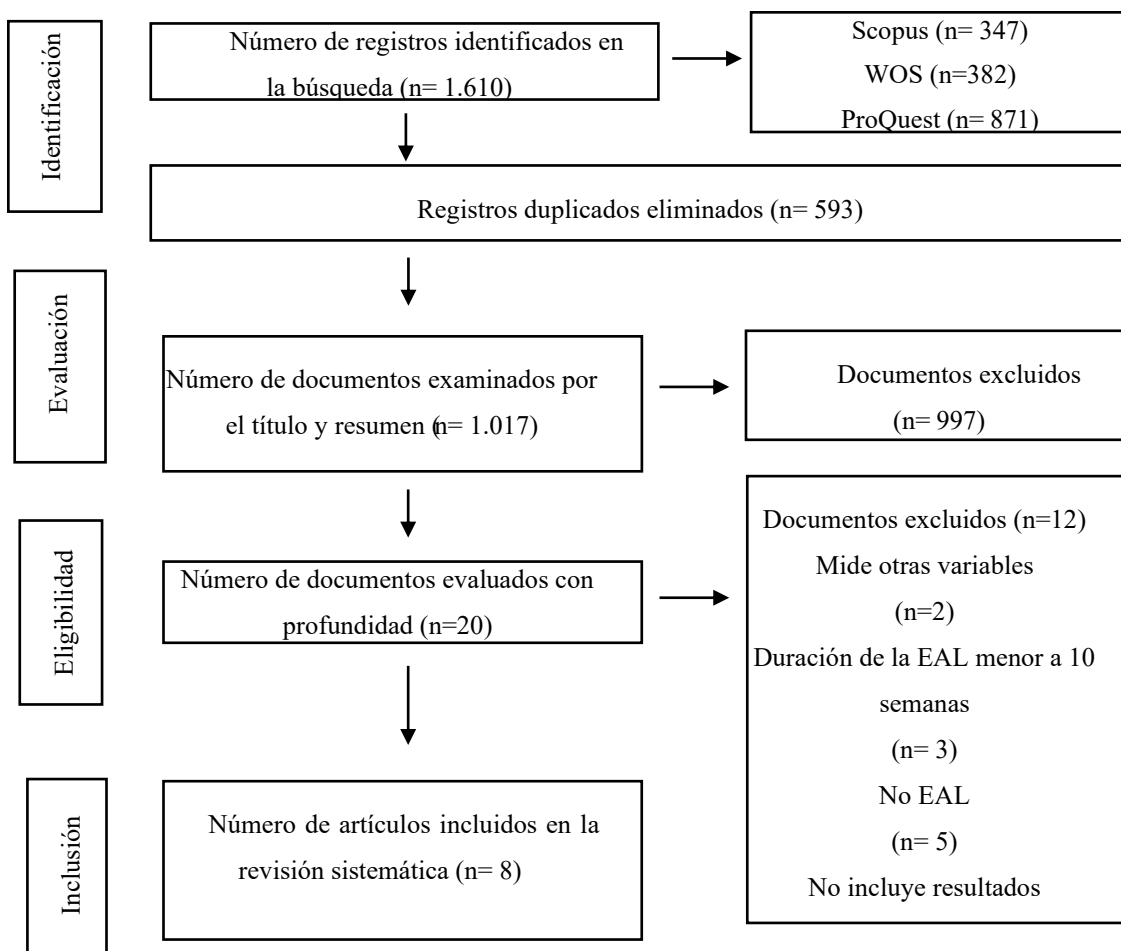 Identificación
Número de registros identificados en
la búsqueda (n= 1.610)
Scopus (n= 347)
WOS (n=382)
ProQuest (n= 871)
Registros duplicados eliminados (n= 593)
Evaluación
Número de documentos examinados por
el título y resumen (n= 1.017)
Documentos excluidos
(n= 997)
Eligibilidad
Número de documentos evaluados con
profundidad (n=20)
Documentos excluidos (n=12)
Mide otras variables
(n=2)
Duración de la EAL menor a 10
semanas
(n= 3)
No EAL
(n= 5)
No incluye resultados
Inclusión
Número de artículos incluidos en la
revisión sistemática (n= 8)